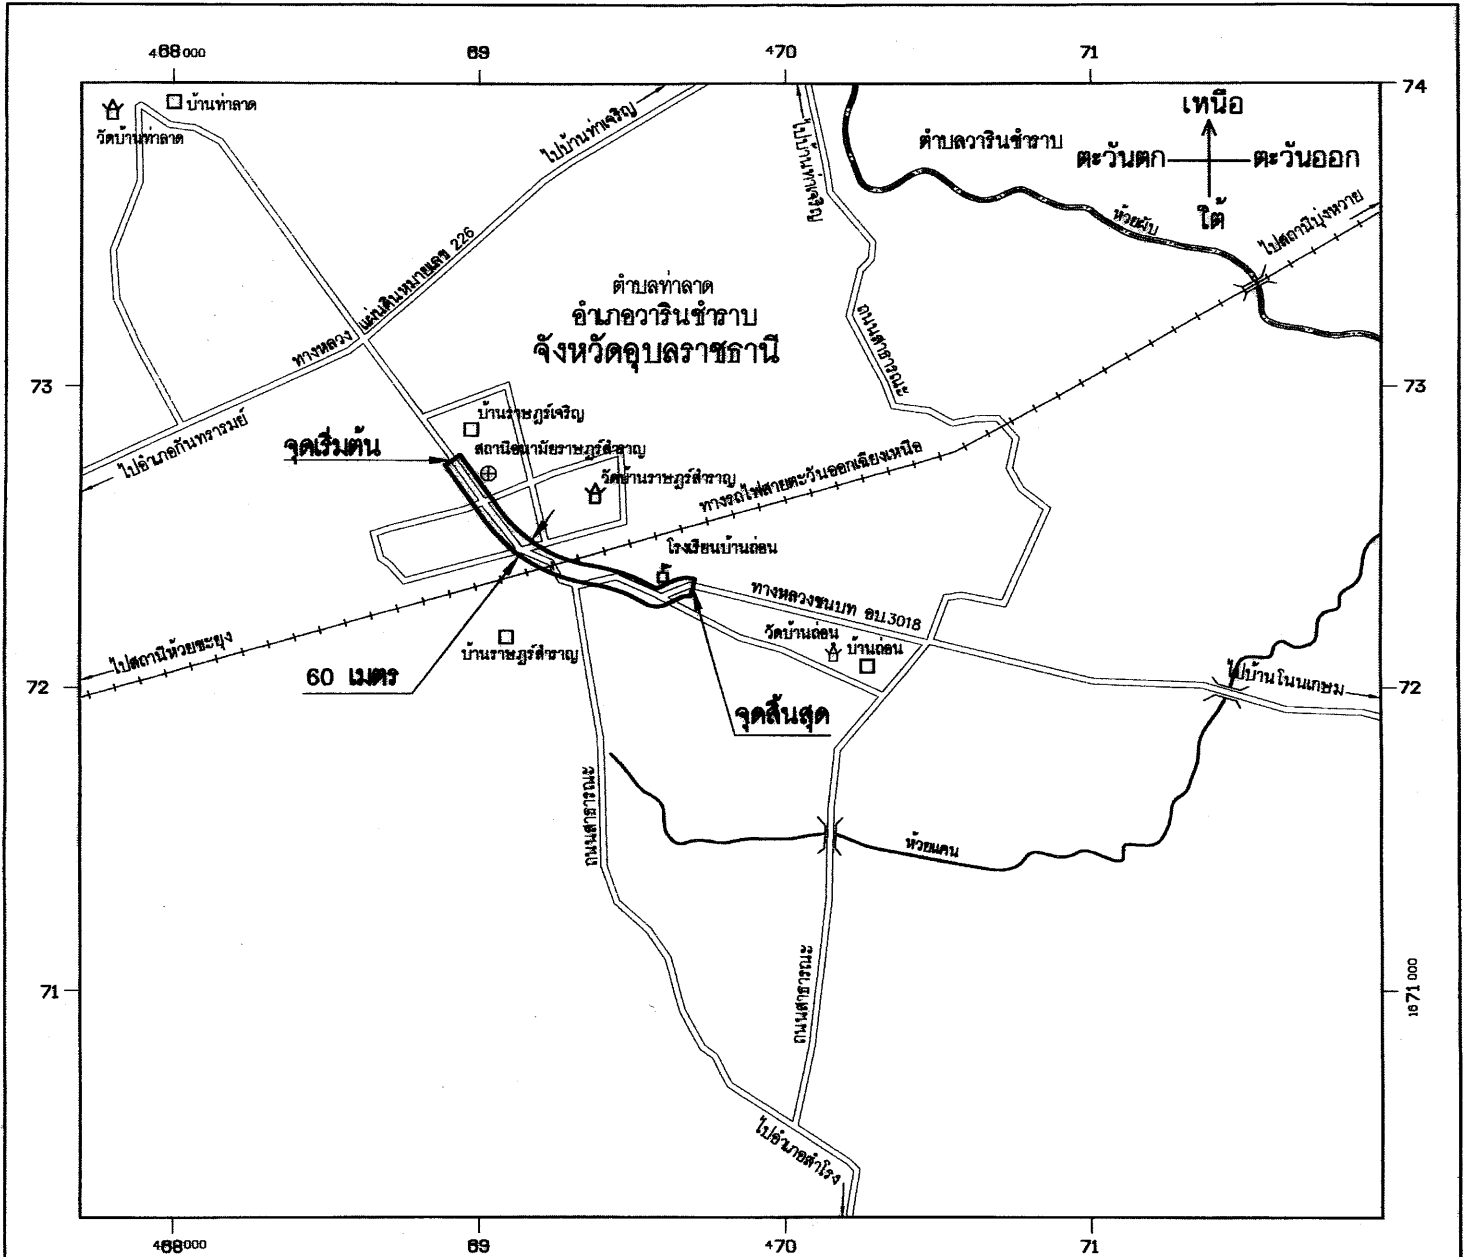 468000 69 470 71
74
เหนือ
ตะวันตก ตะวันออก
ใต้
บ้านท่าลาด
วัดบ้านท่าลาด
ไปบ้านท่าเจริญ
ไปบ้านท่าเจริญ
ตำบลวารินชำราบ
ห้วยผับ
ไปสถานีบุ่งหวาย
ทางหลวง แผ่นดินหมายเลข 226
ตำบลท่าลาด
อำเภอวารินชำราบ
จังหวัดอุบลราชธานี
ถนนสาธารณะ
73 73
ไปอำเภอกันทรารมย์
จุดเริ่มต้น
บ้านราษฎร์เจริญ
สถานีอนามัยราษฎร์สำราญ
วัดบ้านราษฎร์สำราญ
ทางรถไฟสายตะวันออกเฉียงเหนือ
โรงเรียนบ้านถ่อน
ทางหลวงชนบท อบ.3018
วัดบ้านถ่อน
บ้านถ่อน
ไปสถานีห้วยขะยุง
บ้านราษฎร์สำราญ
60 เมตร
จุดสิ้นสุด
ไปบ้านโนนเกษม
72 72
ถนนสาธารณะ
ห้วยแคน
ถนนสาธารณะ
71 1671000
ไปอำเภอสำโรง
468000 69 470 71